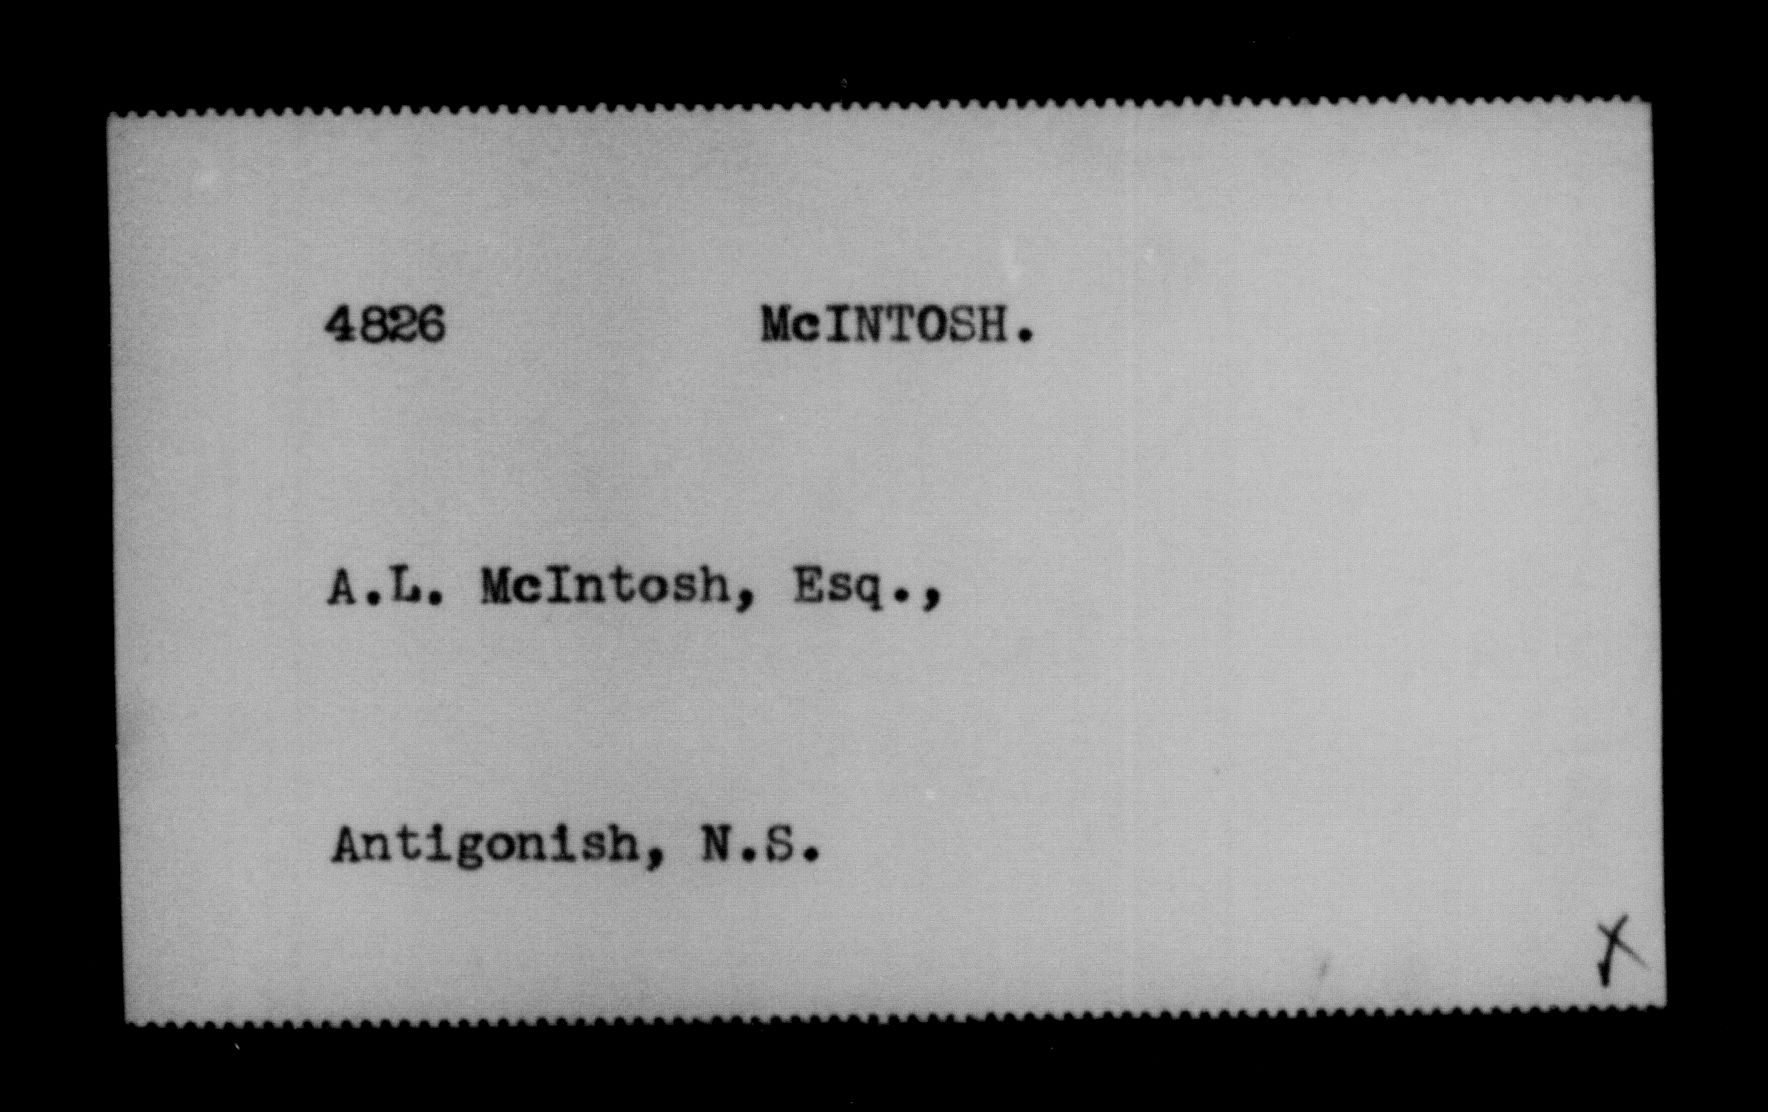 4826 McINTOSH.
A.L. McIntosh, Esq.,
Antigonish, N.S.
X